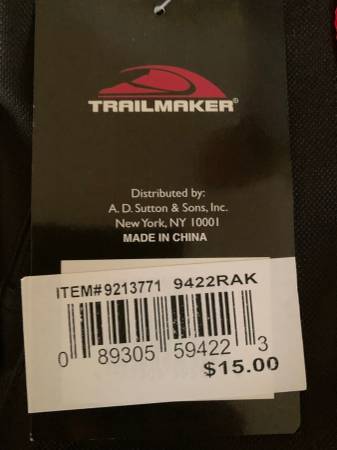 TRAILMAKER®
Distributed by:
A. D. Sutton & Sons, Inc.
New York, NY 10001
MADE IN CHINA
ITEM#9213771 9422RAK
0 89305 59422 3
$15.00